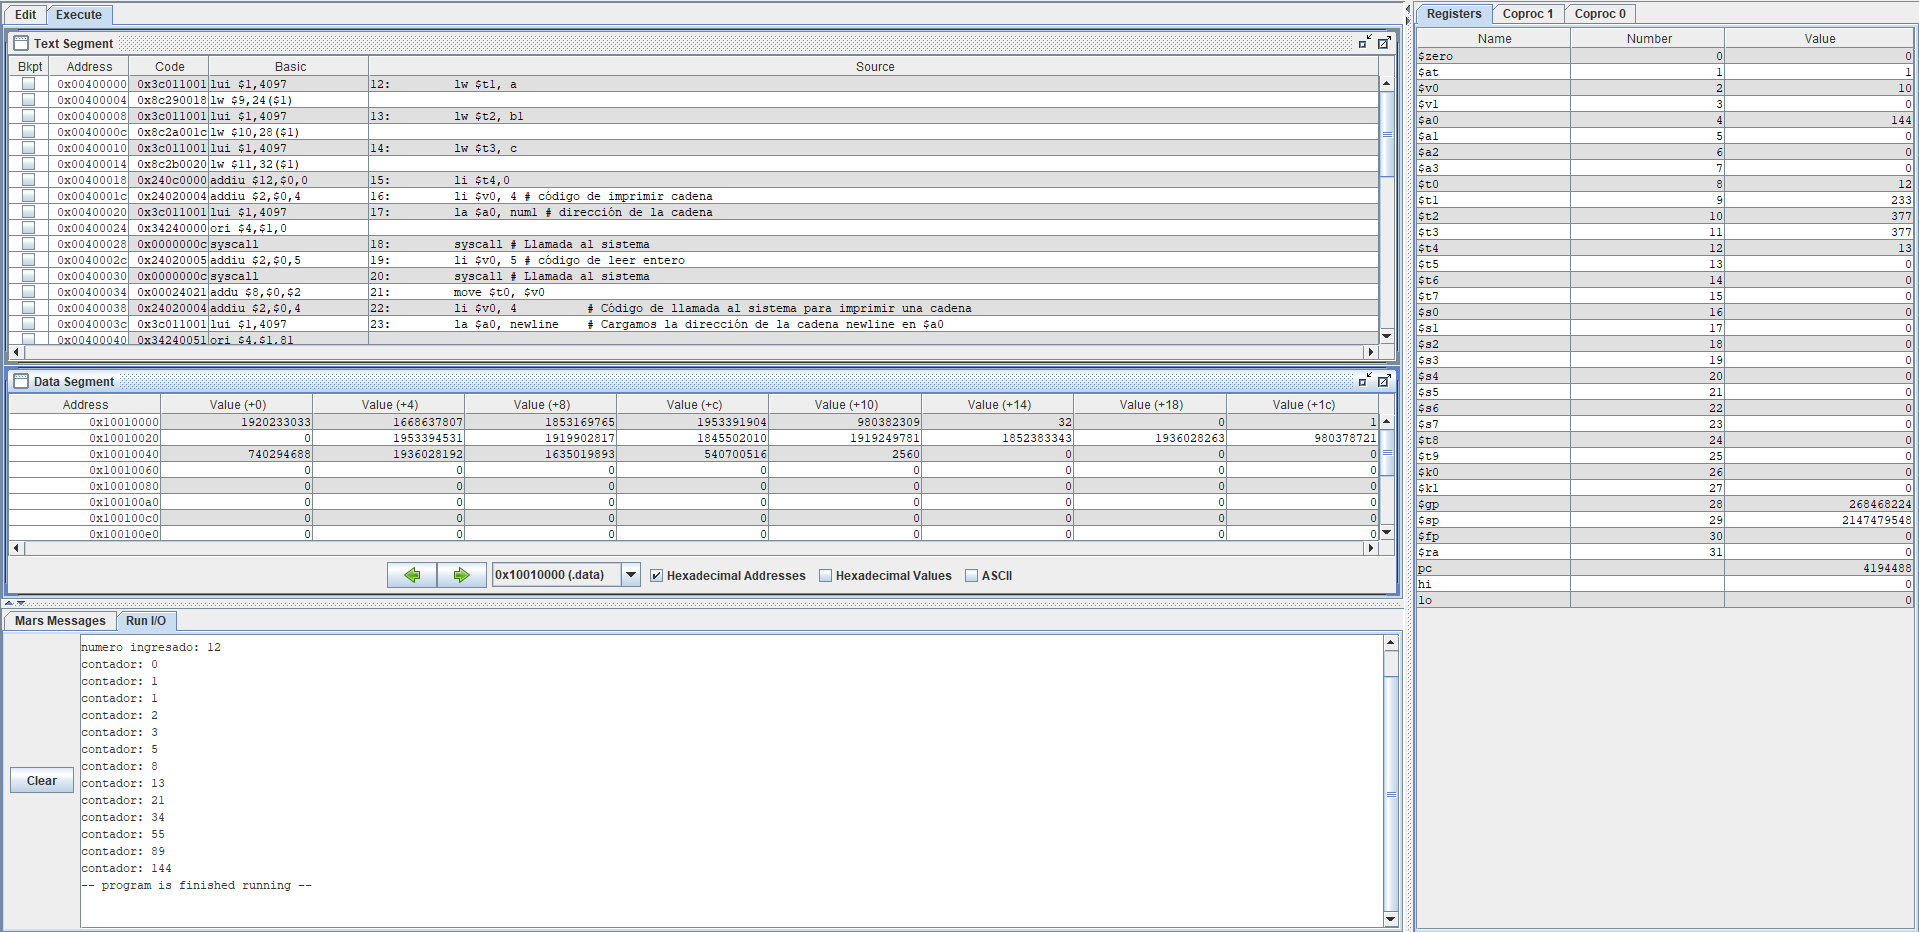 Edit Execute
Text Segment
Bkpt Address Code Basic Source
0x00400000 0x3c011001 lui $1,4097 12: lw $t1, a
0x00400004 0x8c290018 lw $9,24($1)
0x00400008 0x3c011001 lui $1,4097 13: lw $t2, b1
0x0040000c 0x8c2a001c lw $10,28($1)
0x00400010 0x3c011001 lui $1,4097 14: lw $t3, c
0x00400014 0x8c2b0020 lw $11,32($1)
0x00400018 0x240c0000 addiu $12,$0,0 15: li $t4,0
0x0040001c 0x24020004 addiu $2,$0,4 16: li $v0, 4 # código de imprimir cadena
0x00400020 0x3c011001 lui $1,4097 17: la $a0, num1 # dirección de la cadena
0x00400024 0x34240000 ori $4,$1,0
0x00400028 0x0000000c syscall 18: syscall # Llamada al sistema
0x0040002c 0x24020005 addiu $2,$0,5 19: li $v0, 5 # código de leer entero
0x00400030 0x0000000c syscall 20: syscall # Llamada al sistema
0x00400034 0x00024021 addu $8,$0,$2 21: move $t0, $v0
0x00400038 0x24020004 addiu $2,$0,4 22: li $v0, 4 # Código de llamada al sistema para imprimir una cadena
0x0040003c 0x3c011001 lui $1,4097 23: la $a0, newline # Cargamos la dirección de la cadena newline en $a0
0x00400040 0x34240051 ori $4,$1,81
Data Segment
Address Value (+0) Value (+4) Value (+8) Value (+c) Value (+10) Value (+14) Value (+18) Value (+1c)
0x10010000 1920233033 1668637807 1853169765 1953391904 980382309 32 0 1
0x10010020 0 1953394531 1919902817 1845502010 1919249781 1852383343 1936028263 980378721
0x10010040 740294688 1936028192 1635019893 540700516 2560 0 0 0
0x10010060 0 0 0 0 0 0 0 0
0x10010080 0 0 0 0 0 0 0 0
0x100100a0 0 0 0 0 0 0 0 0
0x100100c0 0 0 0 0 0 0 0 0
0x100100e0 0 0 0 0 0 0 0 0
0x10010000 (.data) Hexadecimal Addresses Hexadecimal Values ASCII
Mars Messages Run I/O
Clear
numero ingresado: 12
contador: 0
contador: 1
contador: 1
contador: 2
contador: 3
contador: 5
contador: 8
contador: 13
contador: 21
contador: 34
contador: 55
contador: 89
contador: 144
-- program is finished running --
Registers Coproc 1 Coproc 0
Name Number Value
$zero 0 0
$at 1 1
$v0 2 10
$v1 3 0
$a0 4 144
$a1 5 0
$a2 6 0
$a3 7 0
$t0 8 12
$t1 9 233
$t2 10 377
$t3 11 377
$t4 12 13
$t5 13 0
$t6 14 0
$t7 15 0
$s0 16 0
$s1 17 0
$s2 18 0
$s3 19 0
$s4 20 0
$s5 21 0
$s6 22 0
$s7 23 0
$t8 24 0
$t9 25 0
$k0 26 0
$k1 27 0
$gp 28 268468224
$sp 29 2147479548
$fp 30 0
$ra 31 0
pc 4194488
hi 0
lo 0